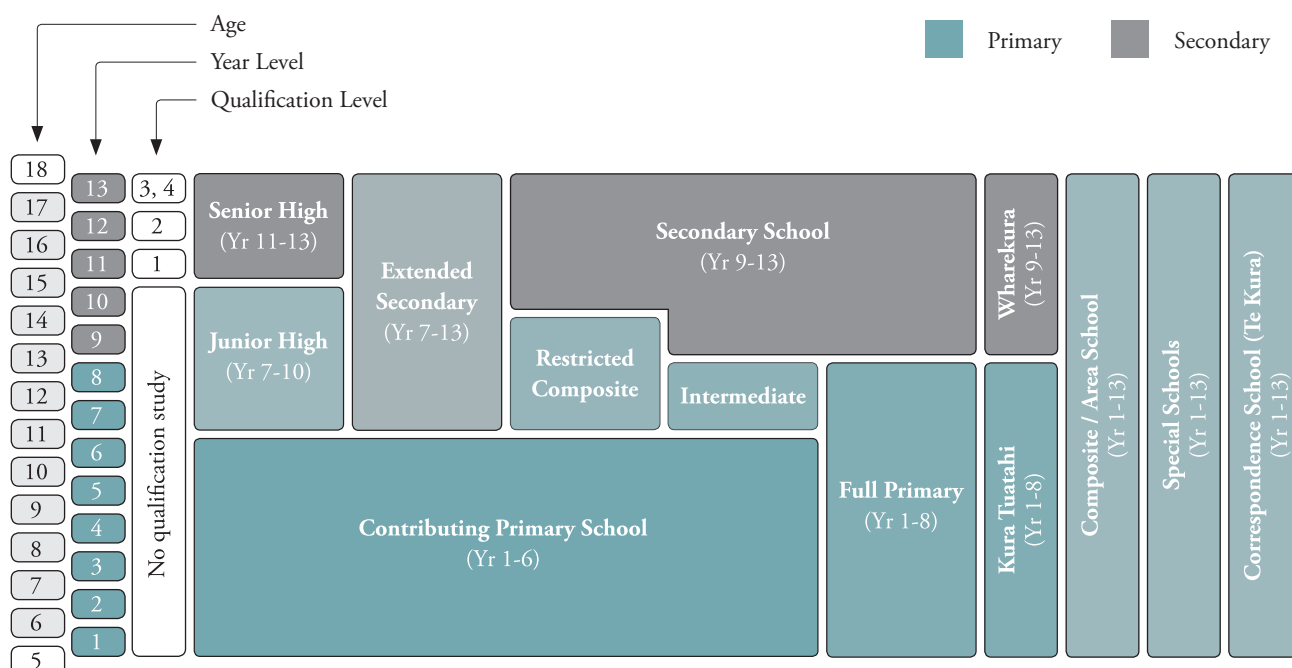 Age
Year Level
Qualification Level
Primary
Secondary
18
17
16
15
14
13
12
11
10
9
8
7
6
5
13
12
11
10
9
8
7
6
5
4
3
2
1
3, 4
2
1
No qualification study
Senior High
(Yr 11-13)
Junior High
(Yr 7-10)
Extended
Secondary
(Yr 7-13)
Secondary School
(Yr 9-13)
Restricted
Composite
Intermediate
Contributing Primary School
(Yr 1-6)
Full Primary
(Yr 1-8)
Wharekura
(Yr 9-13)
Kura Tuatahi
(Yr 1-8)
Composite / Area School
(Yr 1-13)
Special Schools
(Yr 1-13)
Correspondence School (Te Kura)
(Yr 1-13)